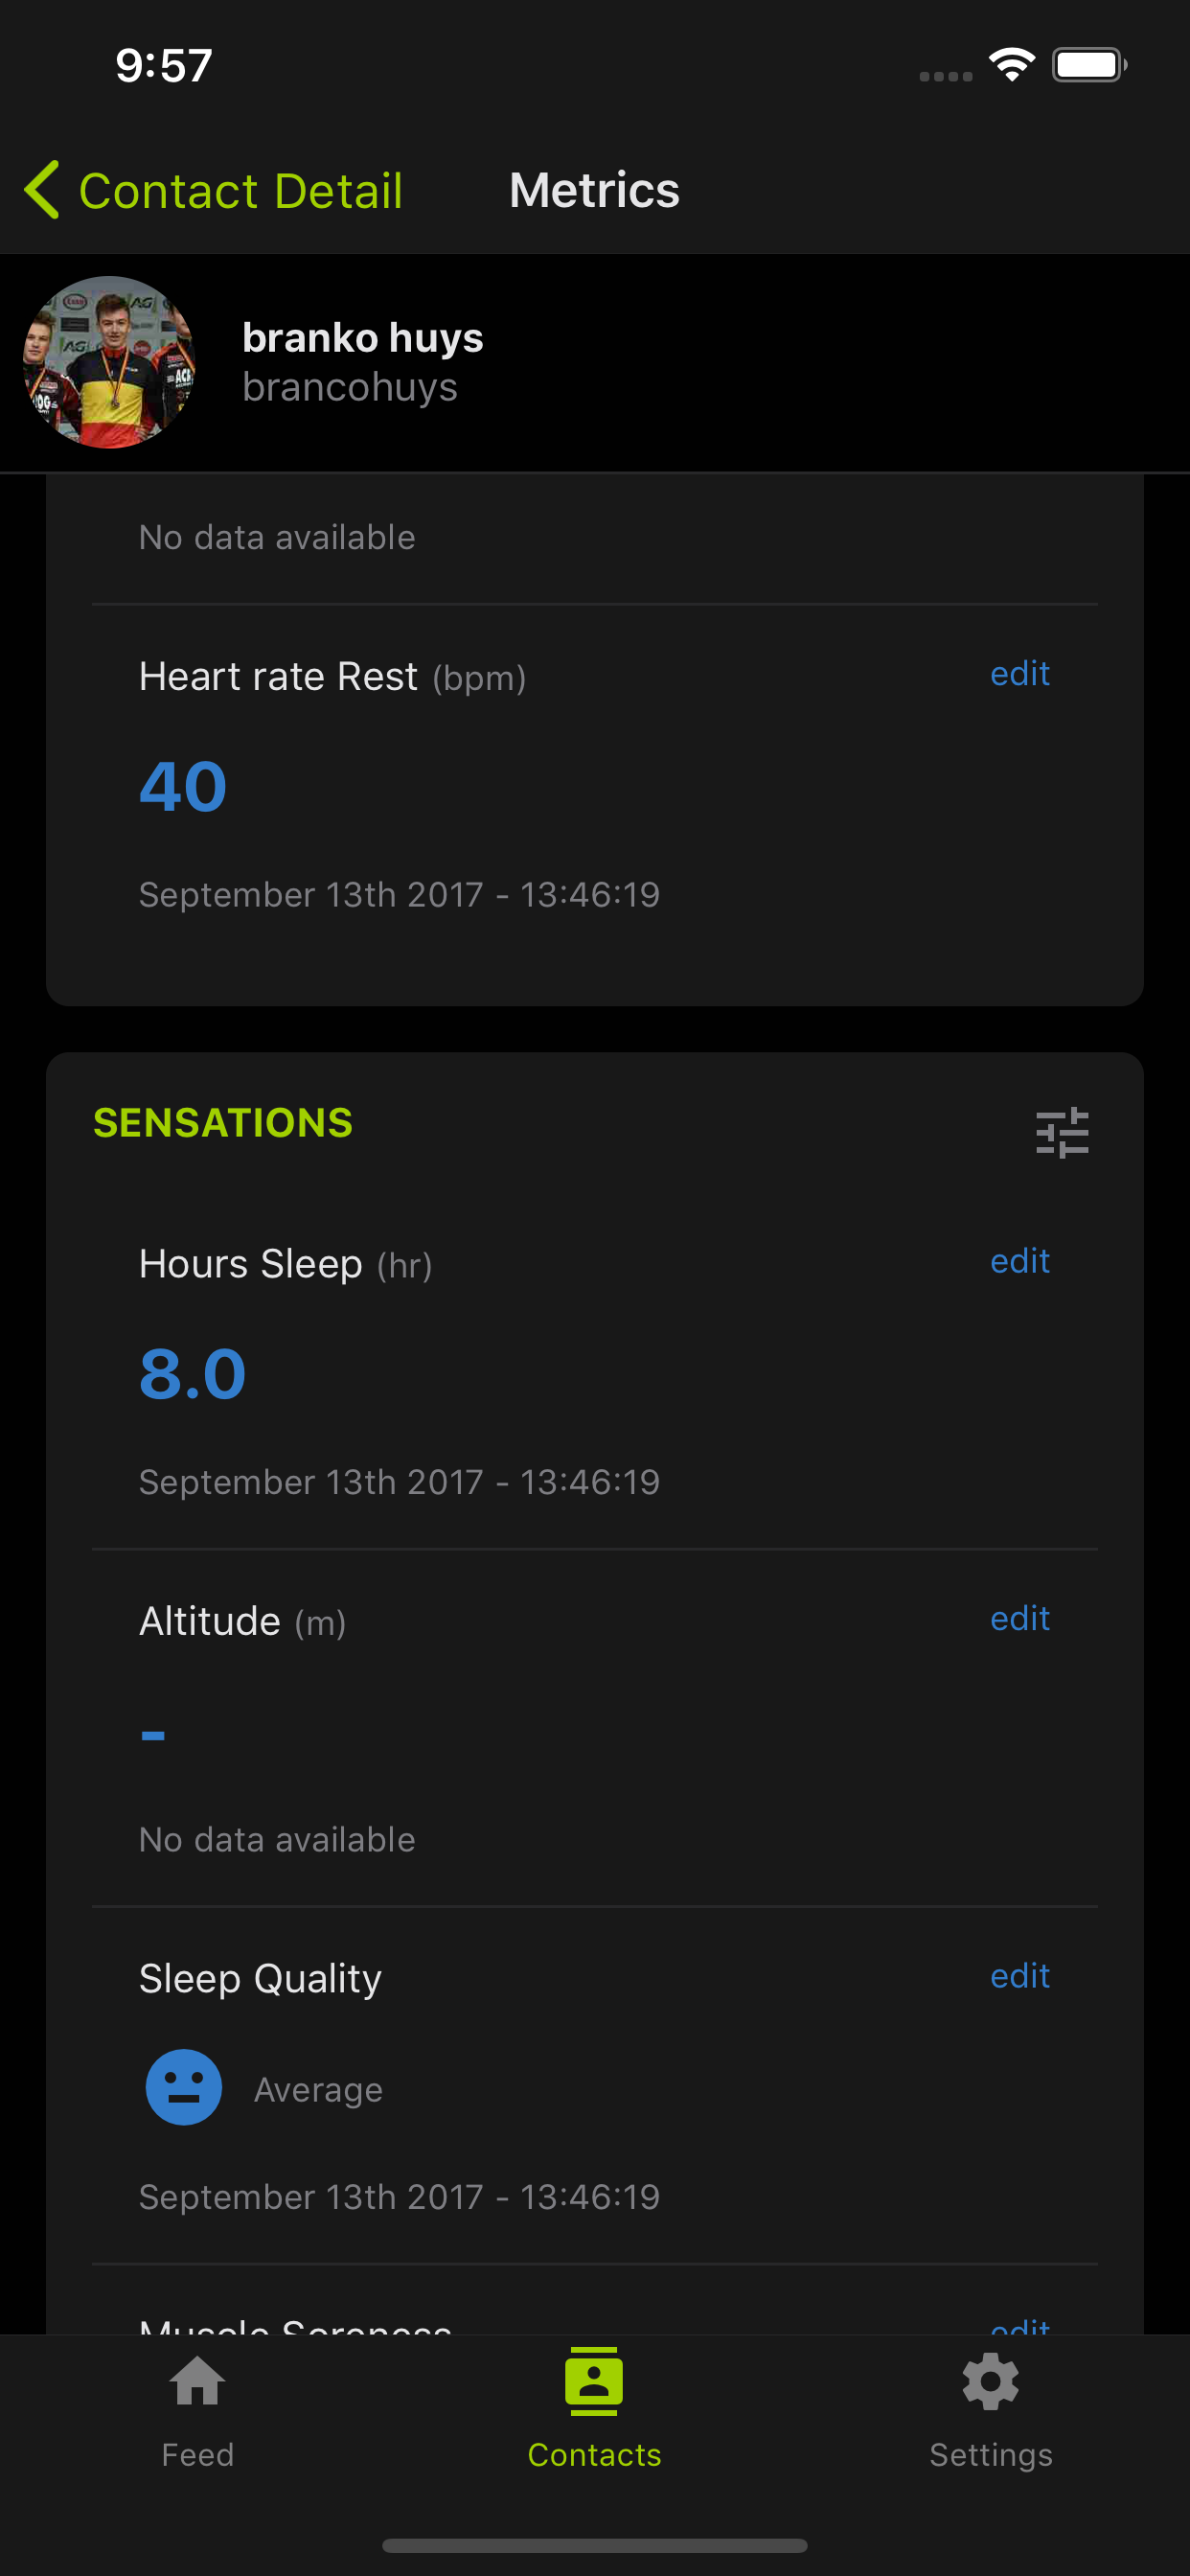 9:57
Contact Detail
Metrics
branko huys
brancohuys
No data available
Heart rate Rest (bpm)
edit
40
September 13th 2017 - 13:46:19
SENSATIONS
Hours Sleep (hr)
edit
8.0
September 13th 2017 - 13:46:19
Altitude (m)
edit
-
No data available
Sleep Quality
edit
Average
September 13th 2017 - 13:46:19
Muscle Soreness
edit
Feed
Contacts
Settings